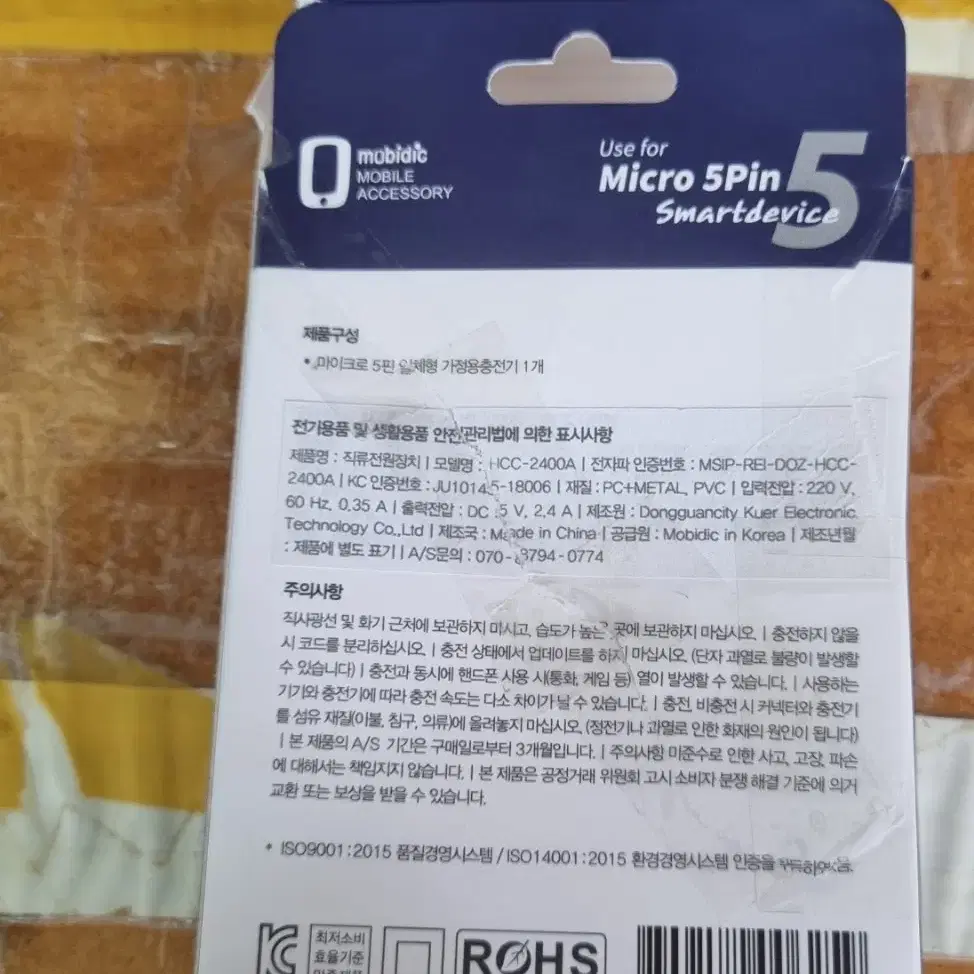 mobidic
MOBILE
ACCESSORY
Use for
Micro 5Pin 5
Smartdevice
제품구성
• 마이크로 5핀 일체형 가정용충전기 1개
전기용품 및 생활용품 안전관리법에 의한 표시사항
제품명 : 직류전원장치 | 모델명 : HCC-2400A | 전자파 인증번호 : MSIP-REI-DOZ-HCC-
2400A | KC 인증번호 : JU10145-18006 | 재질 : PC+METAL, PVC | 입력전압 : 220 V,
60 Hz, 0.35 A | 출력전압 : DC 5 V, 2.4 A | 제조원 : Dongguancity Kuer Electronic
Technology Co.,Ltd | 제조국 : Made in China | 공급원 : Mobidic in Korea | 제조년월
: 제품에 별도 표기 | A/S문의 : 070-8794-0774
주의사항
직사광선 및 화기 근처에 보관하지 마시고, 습도가 높은 곳에 보관하지 마십시오. | 충전하지 않을
시 코드를 분리하십시오. | 충전 상태에서 업데이트를 하지 마십시오. (단자 과열로 불량이 발생할
수 있습니다) | 충전과 동시에 핸드폰 사용 시(통화, 게임 등) 열이 발생할 수 있습니다. | 사용하는
기기와 충전기에 따라 충전 속도는 다소 차이가 날 수 있습니다. | 충전, 비충전 시 커넥터와 충전기
를 섬유 재질(이불, 침구, 의류)에 올려놓지 마십시오. (정전기나 과열로 인한 화재의 원인이 됩니다)
| 본 제품의 A/S 기간은 구매일로부터 3개월입니다. | 주의사항 미준수로 인한 사고, 고장, 파손
에 대해서는 책임지지 않습니다. | 본 제품은 공정거래 위원회 고시 소비자 분쟁 해결 기준에 의거
교환 또는 보상을 받을 수 있습니다.
* ISO9001 : 2015 품질경영시스템 / ISO14001 : 2015 환경경영시스템 인증을
최저소비
효율기준
ROHS